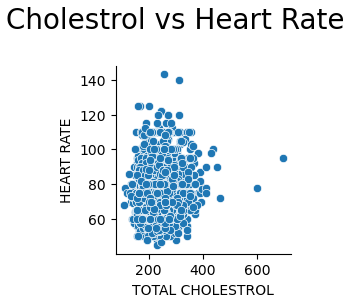 Cholestrol vs Heart Rate
140
120
100
80
60
HEART RATE
200 400 600
TOTAL CHOLESTROL